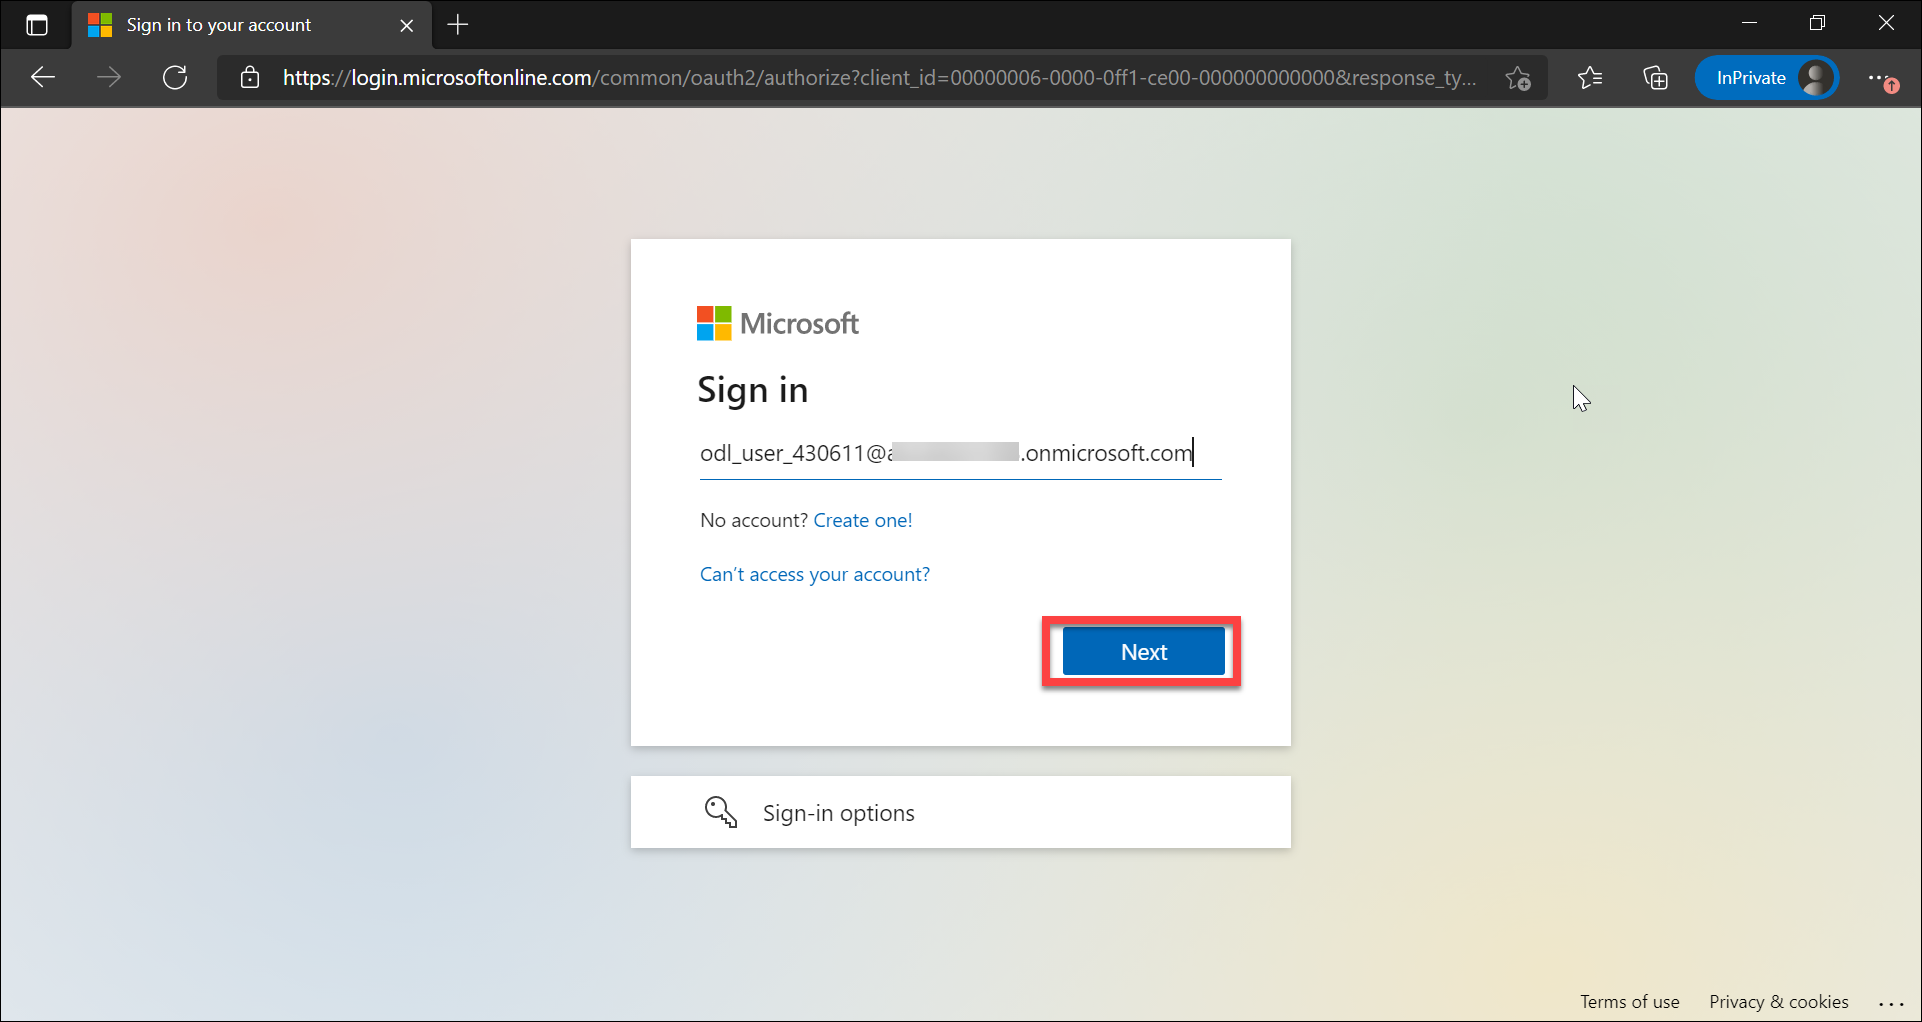 Sign in to your account
https://login.microsoftonline.com/common/oauth2/authorize?client_id=00000006-0000-0ff1-ce00-000000000000&response_ty...
InPrivate
Microsoft
Sign in
odl_user_430611@a .onmicrosoft.com
No account? Create one!
Can’t access your account?
Next
Sign-in options
Terms of use Privacy & cookies ...